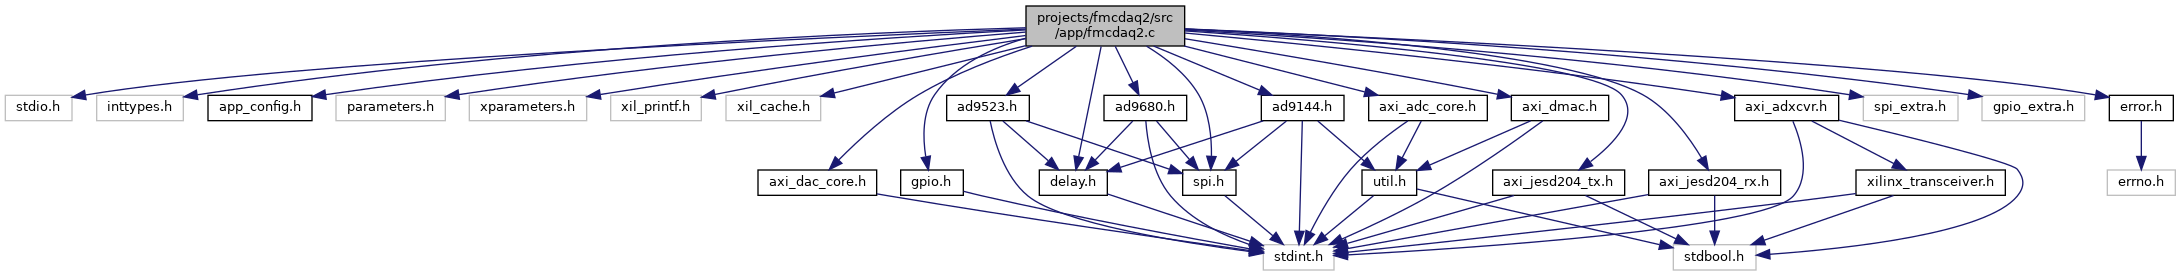 projects/fmcdaq2/src
/app/fmcdaq2.c
stdio.h
inttypes.h
app_config.h
parameters.h
xparameters.h
xil_printf.h
xil_cache.h
ad9523.h
ad9680.h
ad9144.h
axi_adc_core.h
axi_dmac.h
axi_adxcvr.h
spi_extra.h
gpio_extra.h
error.h
axi_dac_core.h
gpio.h
delay.h
spi.h
util.h
axi_jesd204_tx.h
axi_jesd204_rx.h
xilinx_transceiver.h
errno.h
stdint.h
stdbool.h